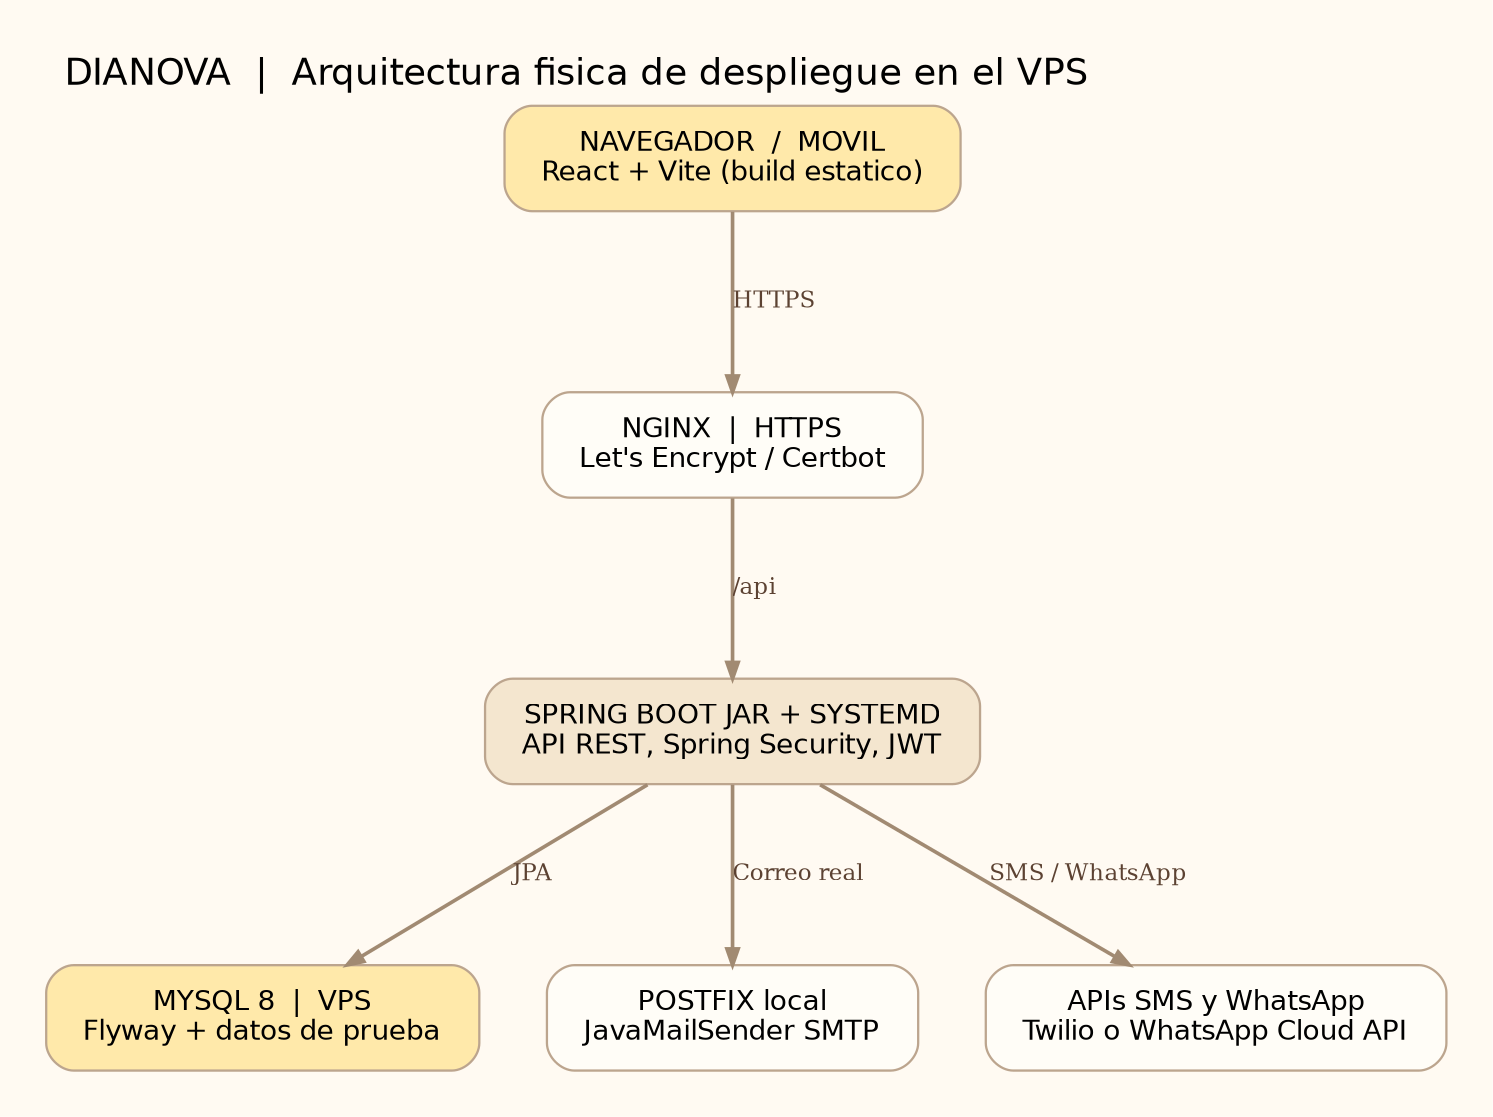 DIANOVA  |  Arquitectura fisica de despliegue en el VPS
NAVEGADOR  /  MOVIL
React + Vite (build estatico)
HTTPS
NGINX  |  HTTPS
Let's Encrypt / Certbot
/api
SPRING BOOT JAR + SYSTEMD
API REST, Spring Security, JWT
JPA
Correo real
SMS / WhatsApp
MYSQL 8  |  VPS
Flyway + datos de prueba
POSTFIX local
JavaMailSender SMTP
APIs SMS y WhatsApp
Twilio o WhatsApp Cloud API